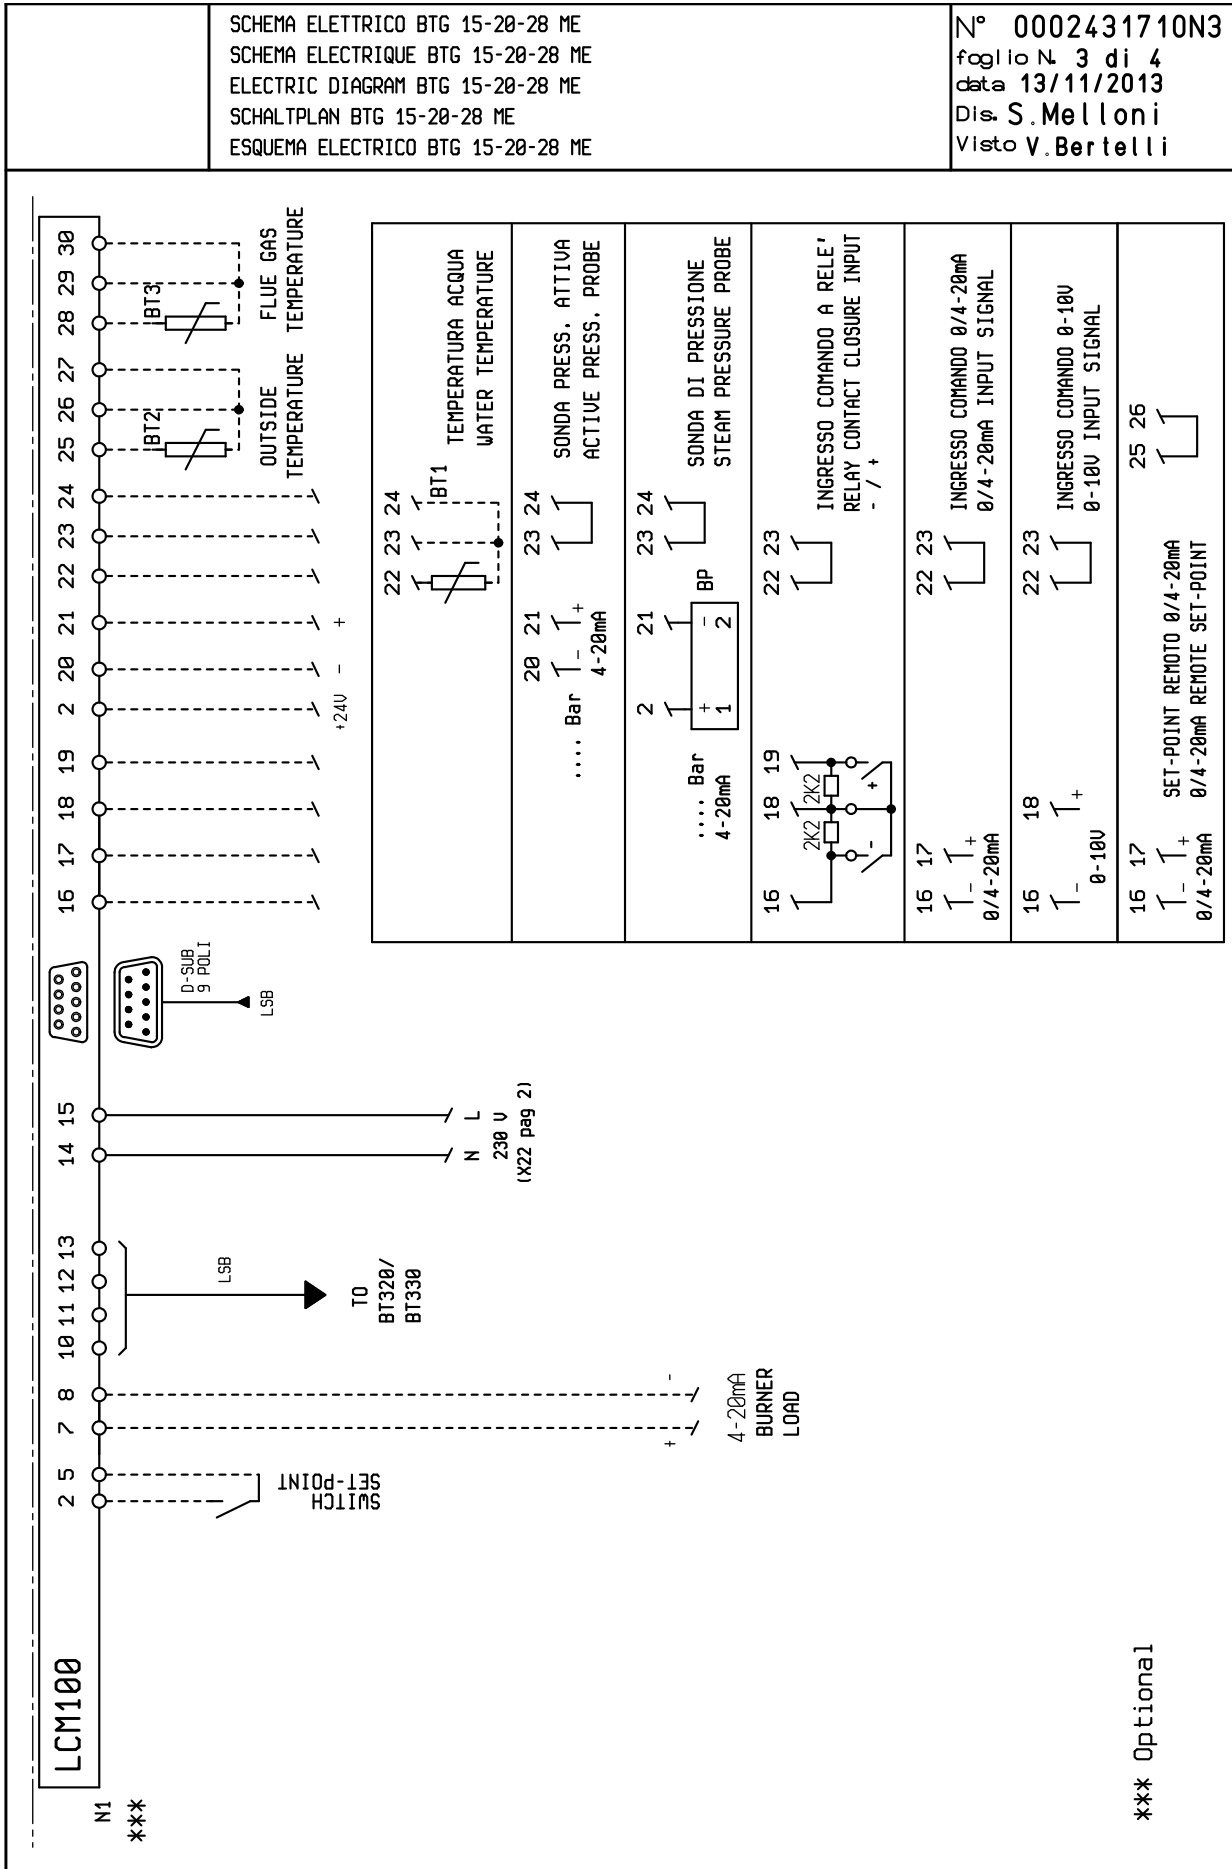 SCHEMA ELETTRICO BTG 15-20-28 ME
SCHEMA ELECTRIQUE BTG 15-20-28 ME
ELECTRIC DIAGRAM BTG 15-20-28 ME
SCHALTPLAN BTG 15-20-28 ME
ESQUEMA ELECTRICO BTG 15-20-28 ME
N° 0002431710N3
foglio N. 3 di 4
data 13/11/2013
Dis. S.Melloni
Visto V.Bertelli
N1
***
LCM100
2 5 7 8 10 11 12 13 14 15 16 17 18 19 2 20 21 22 23 24 25 26 27 28 29 30
SWITCH
SET-POINT
+ -
4-20mA
BURNER
LOAD
LSB
TO
BT320/
BT330
N L
230 V
(X22 pag 2)
D-SUB
9 POLI
LSB
+24V - +
BT2
OUTSIDE
TEMPERATURE
BT3
FLUE GAS
TEMPERATURE
22 23 24
BT1
TEMPERATURA ACQUA
WATER TEMPERATURE
20 21 23 24
- +
.... Bar 4-20mA
SONDA PRESS. ATTIVA
ACTIVE PRESS. PROBE
2 21 23 24
+ -
1 2
BP
.... Bar
4-20mA
SONDA DI PRESSIONE
STEAM PRESSURE PROBE
16 18 19 22 23
2K2 2K2
- +
INGRESSO COMANDO A RELE'
RELAY CONTACT CLOSURE INPUT
- / +
16 17 22 23
- +
0/4-20mA
INGRESSO COMANDO 0/4-20mA
0/4-20mA INPUT SIGNAL
16 18 22 23
- +
0-10V
INGRESSO COMANDO 0-10V
0-10V INPUT SIGNAL
16 17 25 26
- +
0/4-20mA
SET-POINT REMOTO 0/4-20mA
0/4-20mA REMOTE SET-POINT
*** Optional